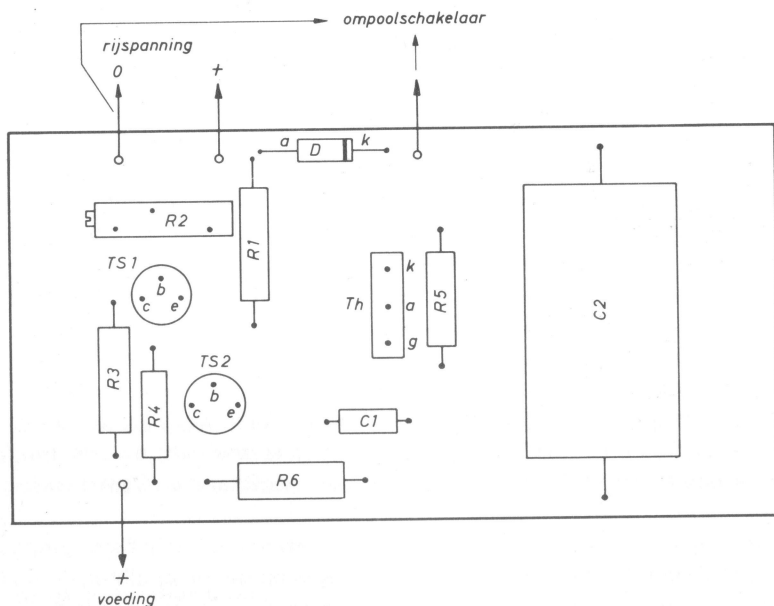 ompoolschakelaar
rijspanning
0 +
a D k
R2
R1
TS1
b
c e
k
Th a
g
R5
C2
R3
R4
TS2
b
c e
C1
R6
+
voeding